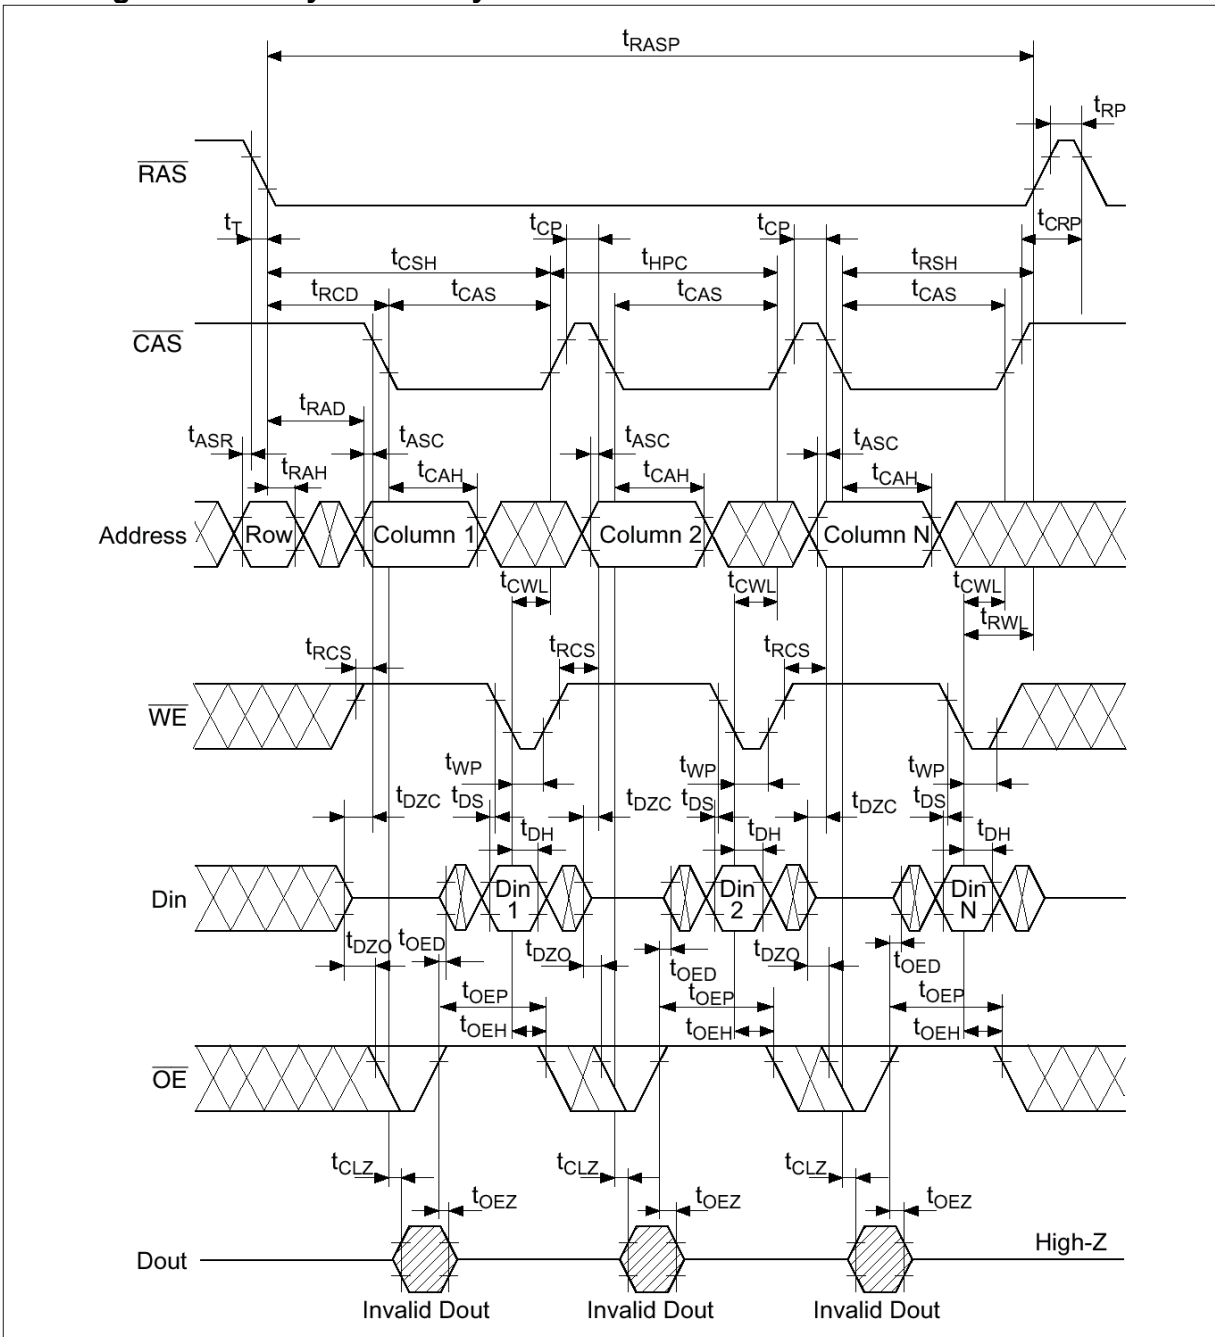 tRASP
tRP
RAS
tT
tCP
tCP
tCRP
tCSH
tHPC
tRSH
tRCD
tCAS
tCAS
tCAS
CAS
tRAD
tASR
tASC
tASC
tASC
tRAH
tCAH
tCAH
tCAH
Address
Row
Column 1
Column 2
Column N
tCWL
tCWL
tCWL
tRWL
tRCS
tRCS
tRCS
WE
tWP
tWP
tWP
tDZC
tDS
tDZC
tDS
tDZC
tDS
tDH
tDH
tDH
Din
Din 1
Din 2
Din N
tDZO
tOED
tDZO
tOED
tDZO
tOED
tOEP
tOEP
tOEP
tOEH
tOEH
tOEH
OE
tCLZ
tCLZ
tCLZ
tOEZ
tOEZ
tOEZ
High-Z
Dout
Invalid Dout
Invalid Dout
Invalid Dout